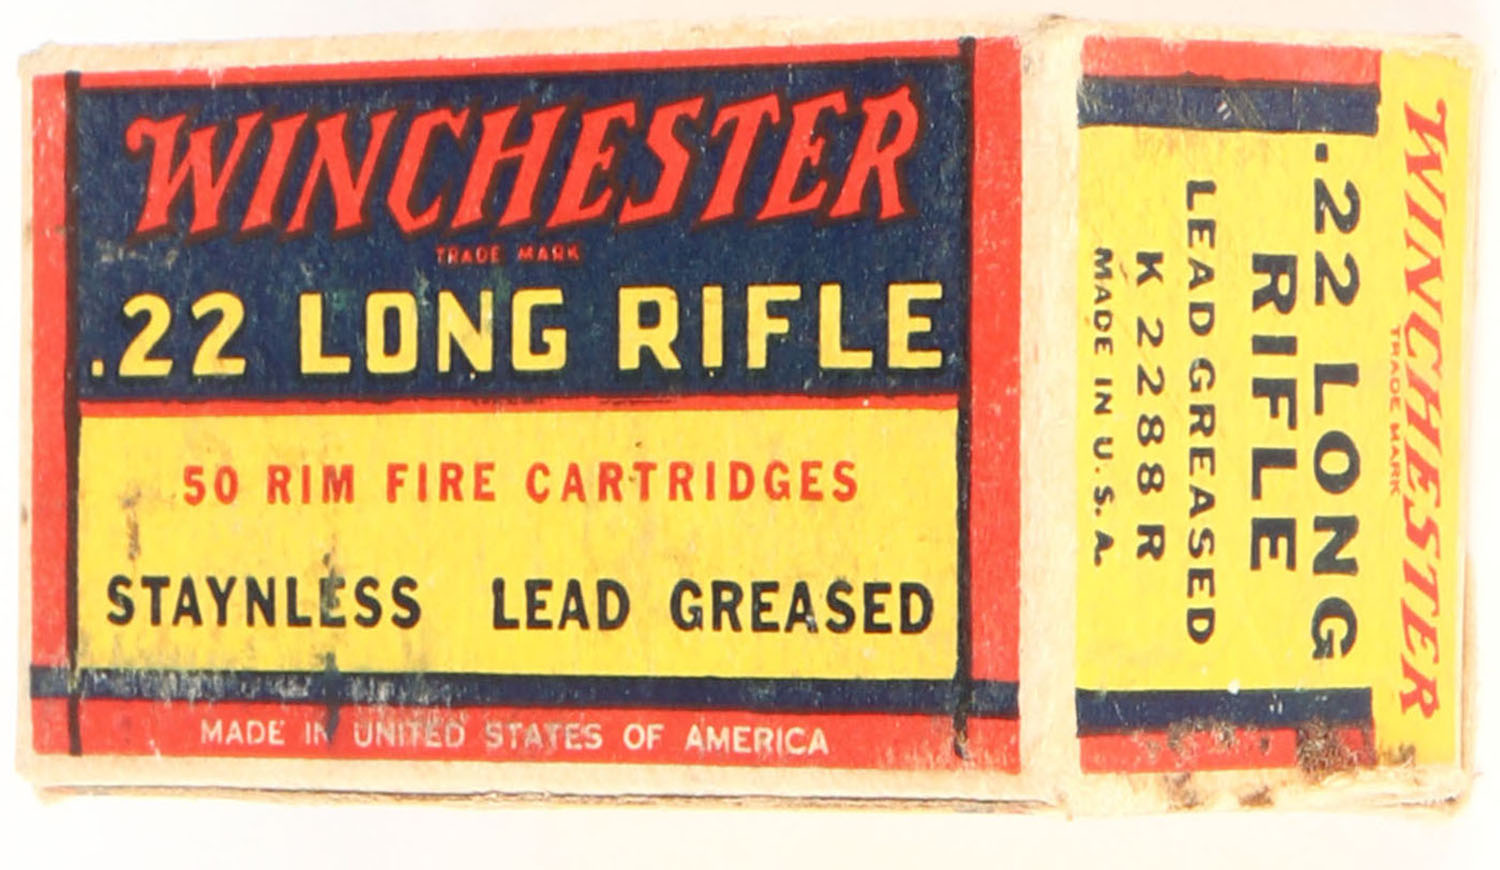 WINCHESTER
TRADE MARK
.22 LONG RIFLE
50 RIM FIRE CARTRIDGES
STAYNLESS LEAD GREASED
MADE IN UNITED STATES OF AMERICA
WINCHESTER
TRADE MARK
.22 LONG
RIFLE
LEAD GREASED
K 2288 R
MADE IN U.S.A.